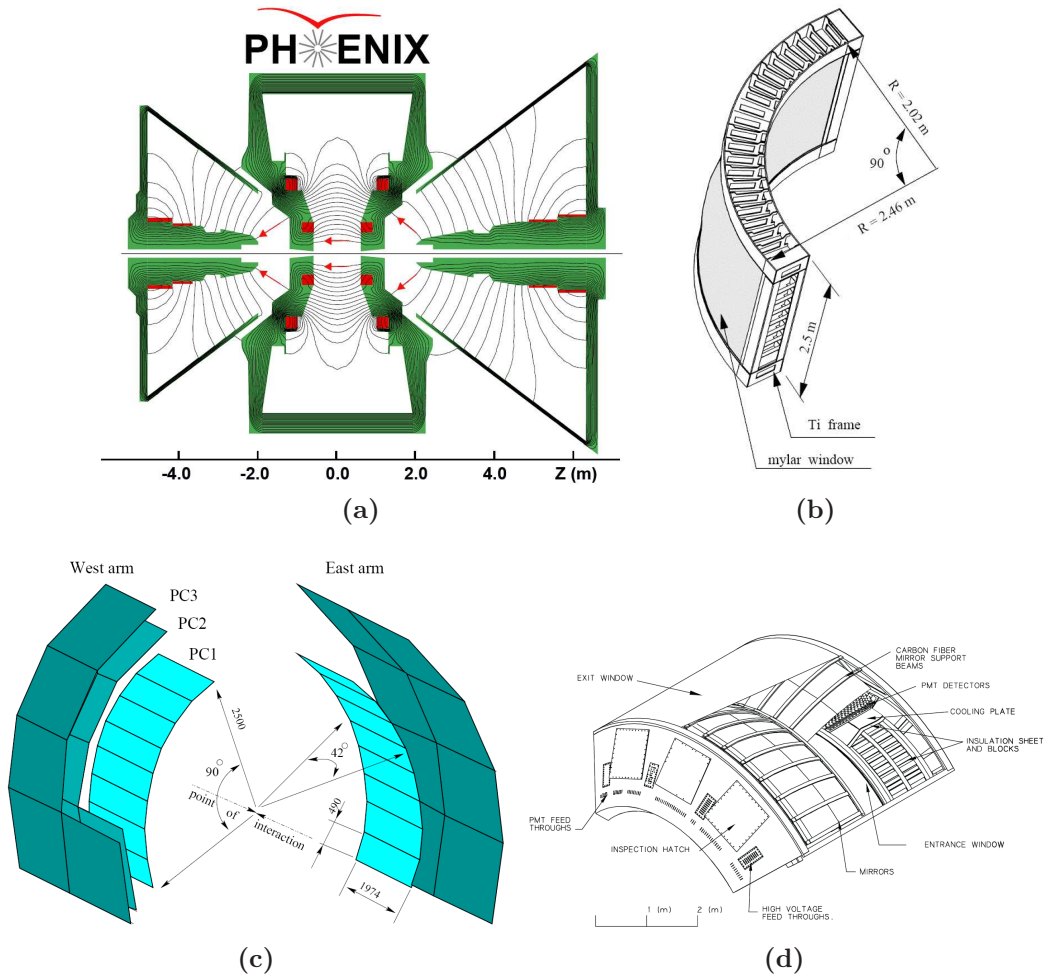 PHENIX
-4.0 -2.0 0.0 2.0 4.0 Z (m)
(a)
R = 2.02 m
90°
R = 2.46 m
2.5 m
Ti frame
mylar window
(b)
West arm
East arm
PC3
PC2
PC1
2500
42°
90°
point of interaction
490
1974
(c)
CARBON FIBER
MIRROR SUPPORT
BEAMS
EXIT WINDOW
PMT DETECTORS
COOLING PLATE
INSULATION SHEET
AND BLOCKS
PMT FEED
THROUGHS
INSPECTION HATCH
ENTRANCE WINDOW
MIRRORS
1 (m) 2 (m)
HIGH VOLTAGE
FEED THROUGHS.
(d)